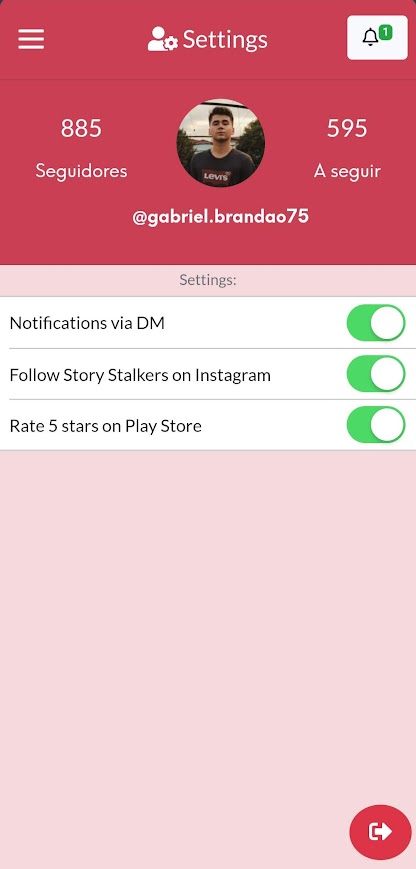 Settings
1
885
595
Seguidores
A seguir
LEVI'S
@gabriel.brandao75
Settings:
Notifications via DM
Follow Story Stalkers on Instagram
Rate 5 stars on Play Store